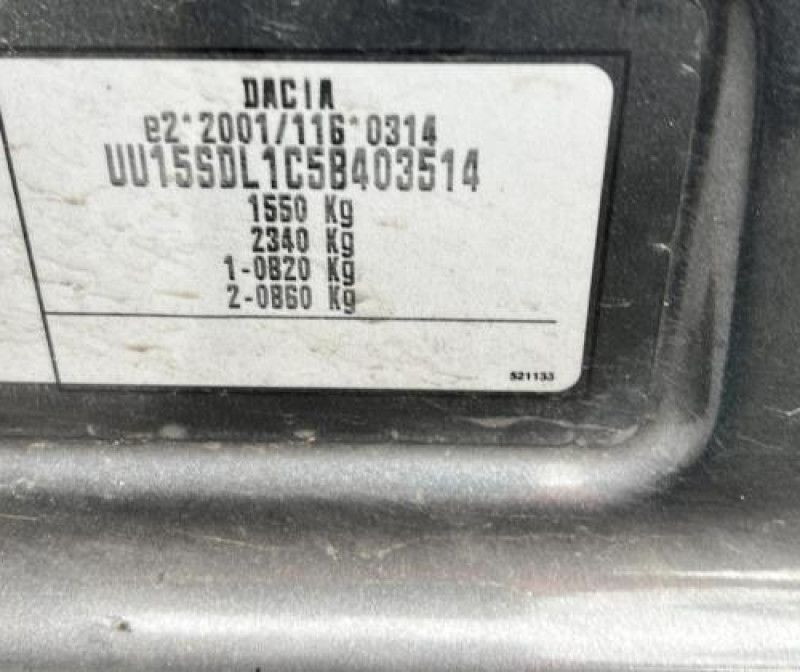 DACIA
e2*2001/116*0314
UU15SDL1C5B403514
1550 Kg
2340 Kg
1-0820 Kg
2-0860 Kg
521133